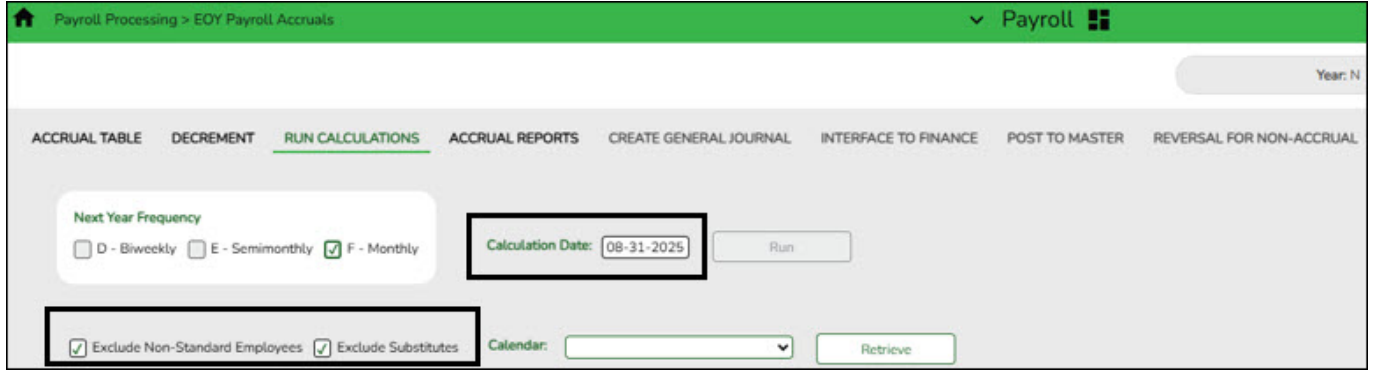 Payroll Processing > EOY Payroll Accruals
Payroll
Year: N
ACCRUAL TABLE DECREMENT RUN CALCULATIONS ACCRUAL REPORTS CREATE GENERAL JOURNAL INTERFACE TO FINANCE POST TO MASTER REVERSAL FOR NON-ACCRUAL
Next Year Frequency
D - Biweekly E - Semimonthly F - Monthly
Calculation Date: 08-31-2025 Run
Exclude Non-Standard Employees Exclude Substitutes Calendar: Retrieve